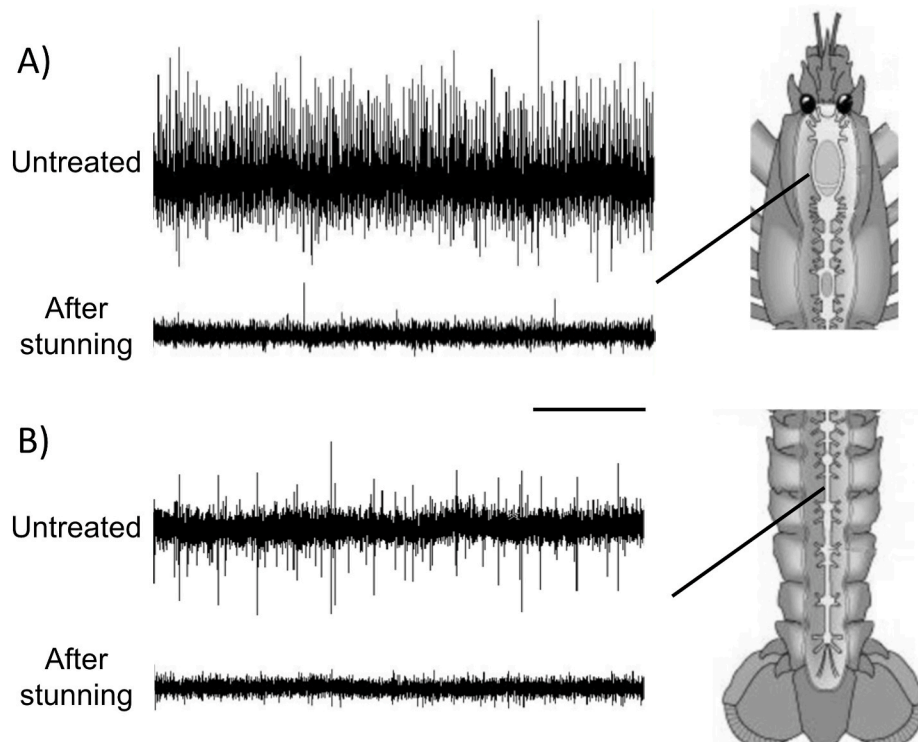 A)
Untreated
After
stunning
B)
Untreated
After
stunning